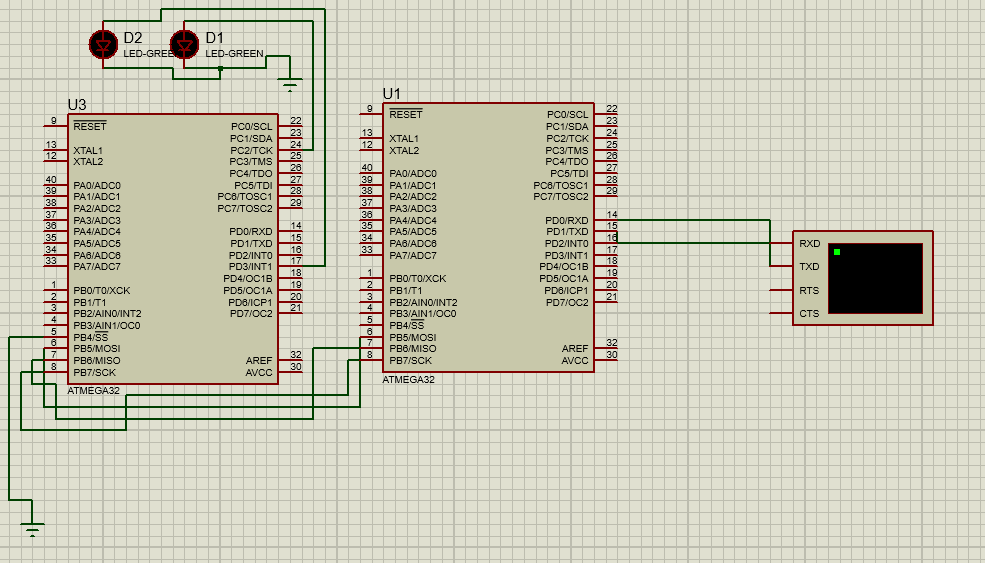 D2
LED-GREE
D1
LED-GREEN
U3
9 RESET
13 XTAL1
12 XTAL2
40 PA0/ADC0
39 PA1/ADC1
38 PA2/ADC2
37 PA3/ADC3
36 PA4/ADC4
35 PA5/ADC5
34 PA6/ADC6
33 PA7/ADC7
1 PB0/T0/XCK
2 PB1/T1
3 PB2/AIN0/INT2
4 PB3/AIN1/OC0
5 PB4/SS
6 PB5/MOSI
7 PB6/MISO
8 PB7/SCK
PC0/SCL 22
PC1/SDA 23
PC2/TCK 24
PC3/TMS 25
PC4/TDO 26
PC5/TDI 27
PC6/TOSC1 28
PC7/TOSC2 29
PD0/RXD 14
PD1/TXD 15
PD2/INT0 16
PD3/INT1 17
PD4/OC1B 18
PD5/OC1A 19
PD6/ICP1 20
PD7/OC2 21
AREF 32
AVCC 30
ATMEGA32
U1
9 RESET
13 XTAL1
12 XTAL2
40 PA0/ADC0
39 PA1/ADC1
38 PA2/ADC2
37 PA3/ADC3
36 PA4/ADC4
35 PA5/ADC5
34 PA6/ADC6
33 PA7/ADC7
1 PB0/T0/XCK
2 PB1/T1
3 PB2/AIN0/INT2
4 PB3/AIN1/OC0
5 PB4/SS
6 PB5/MOSI
7 PB6/MISO
8 PB7/SCK
PC0/SCL 22
PC1/SDA 23
PC2/TCK 24
PC3/TMS 25
PC4/TDO 26
PC5/TDI 27
PC6/TOSC1 28
PC7/TOSC2 29
PD0/RXD 14
PD1/TXD 15
PD2/INT0 16
PD3/INT1 17
PD4/OC1B 18
PD5/OC1A 19
PD6/ICP1 20
PD7/OC2 21
AREF 32
AVCC 30
ATMEGA32
RXD
TXD
RTS
CTS